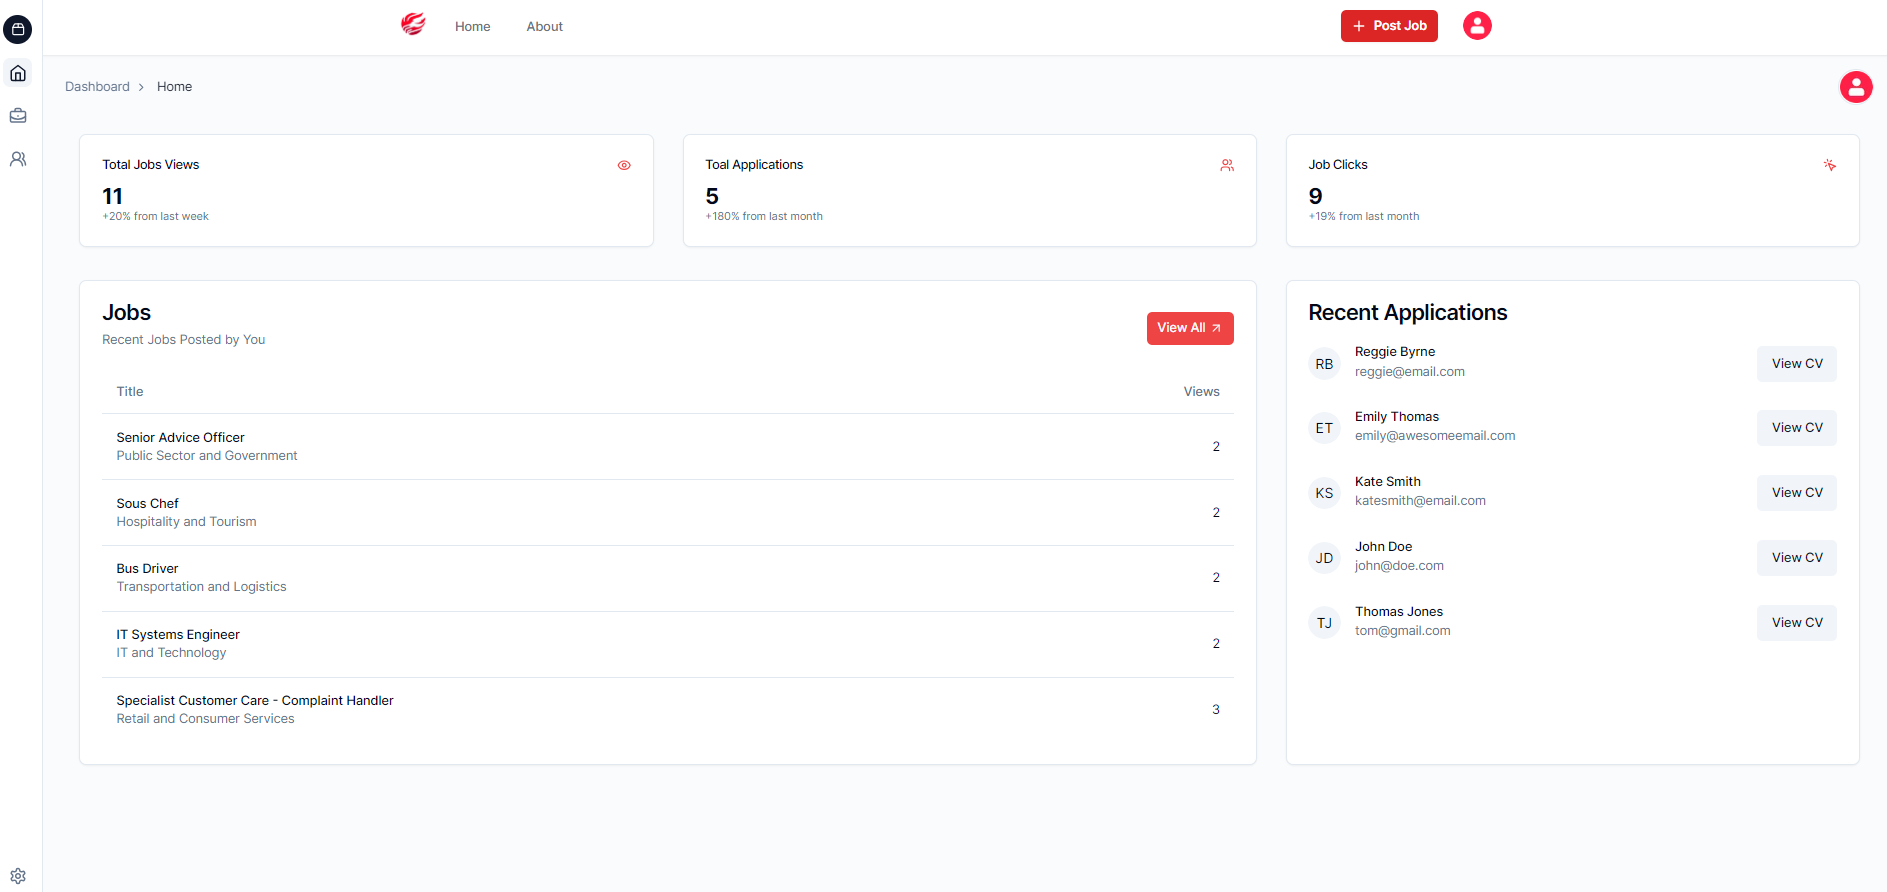 Home
About
Post Job
Dashboard
Home
Total Jobs Views
11
+20% from last week
Toal Applications
5
+180% from last month
Job Clicks
9
+19% from last month
Jobs
Recent Jobs Posted by You
View All
Title
Views
Senior Advice Officer
Public Sector and Government
2
Sous Chef
Hospitality and Tourism
2
Bus Driver
Transportation and Logistics
2
IT Systems Engineer
IT and Technology
2
Specialist Customer Care - Complaint Handler
Retail and Consumer Services
3
Recent Applications
RB
Reggie Byrne
reggie@email.com
View CV
ET
Emily Thomas
emily@awesomeemail.com
View CV
KS
Kate Smith
katesmith@email.com
View CV
JD
John Doe
john@doe.com
View CV
TJ
Thomas Jones
tom@gmail.com
View CV